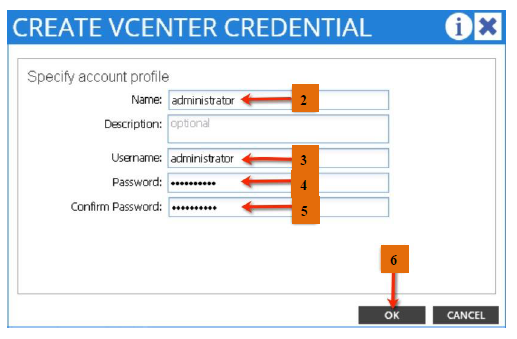 CREATE VCENTER CREDENTIAL i
Specify account profile
Name: administrator 2
Description: optional
Username: administrator 3
Password: •••••••••• 4
Confirm Password: •••••••••• 5
6
OK CANCEL